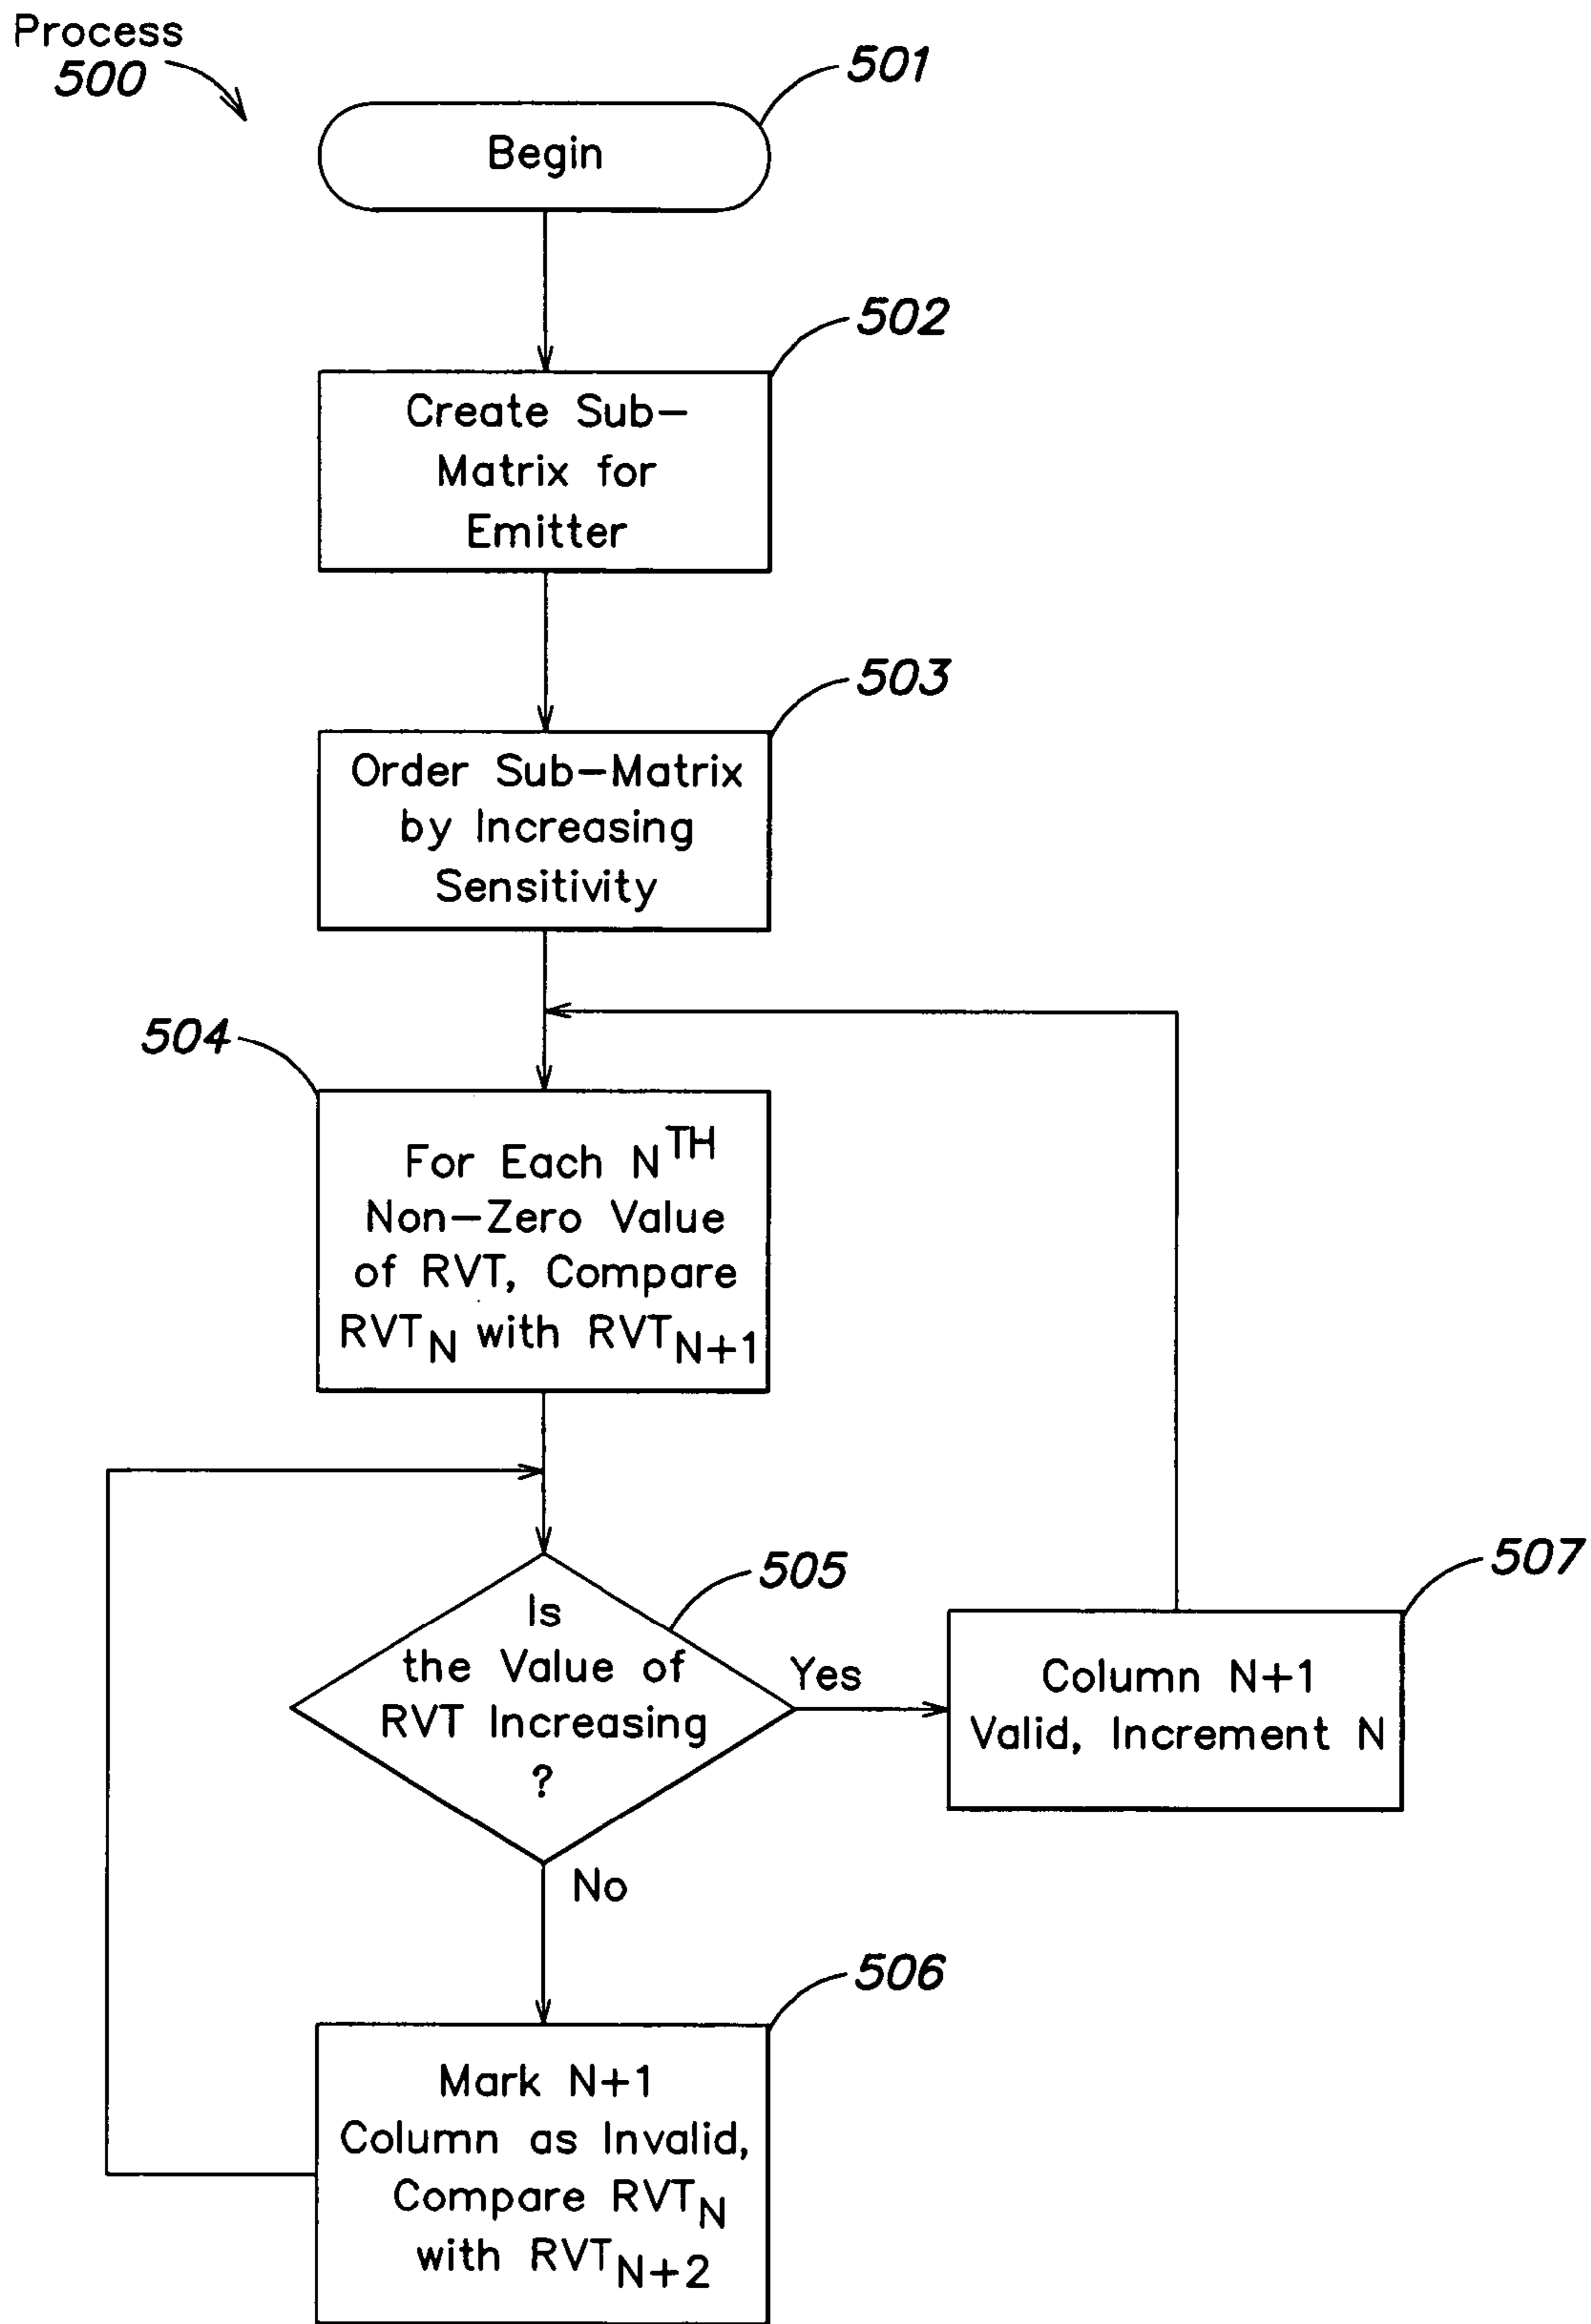 Process
500
501
Begin
502
Create Sub-
Matrix for
Emitter
503
Order Sub-Matrix
by Increasing
Sensitivity
504
For Each N^TH
Non-Zero Value
of RVT, Compare
RVT_N with RVT_N+1
505
Is
the Value of
RVT Increasing
?
Yes
507
Column N+1
Valid, Increment N
No
506
Mark N+1
Column as Invalid,
Compare RVT_N
with RVT_N+2